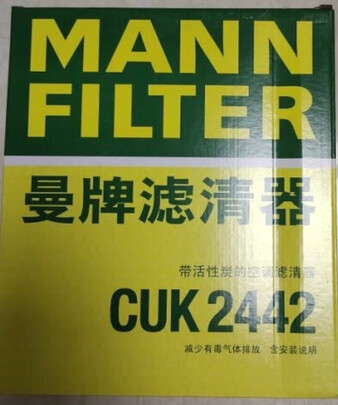 MANN
FILTER
曼牌滤清器
带活性炭的空调滤清器
CUK 2442
减少有毒气体排放 含安装说明